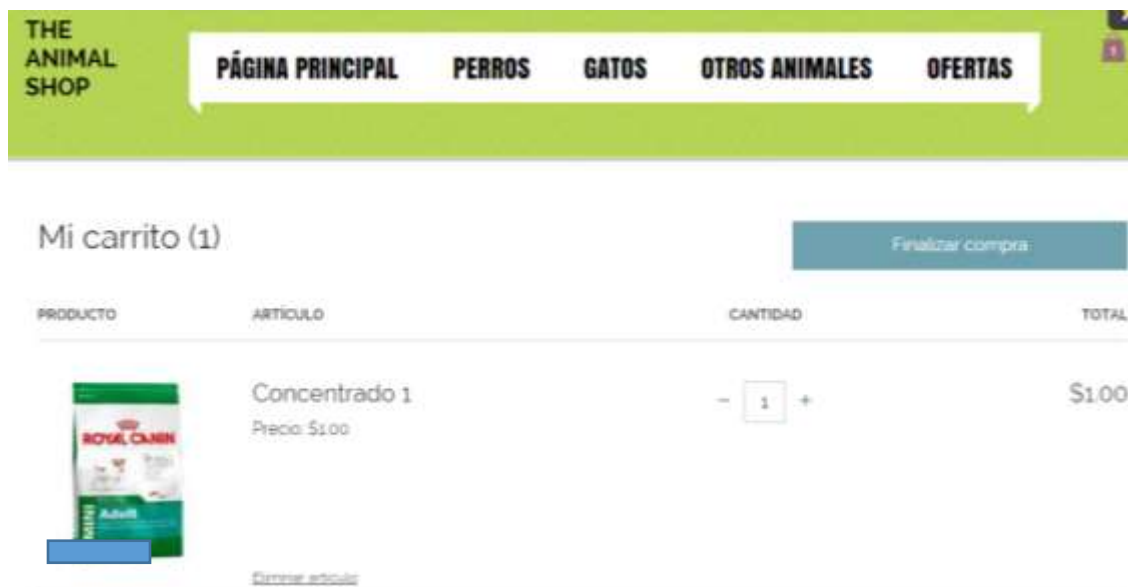 THE
ANIMAL
SHOP
PÁGINA PRINCIPAL PERROS GATOS OTROS ANIMALES OFERTAS
1
Mi carrito (1)
Finalizar compra
PRODUCTO ARTÍCULO CANTIDAD TOTAL
Concentrado 1 − 1 + $1.00
Precio: $1.00
ROYAL CANIN
MINI
Adult
Eliminar artículo